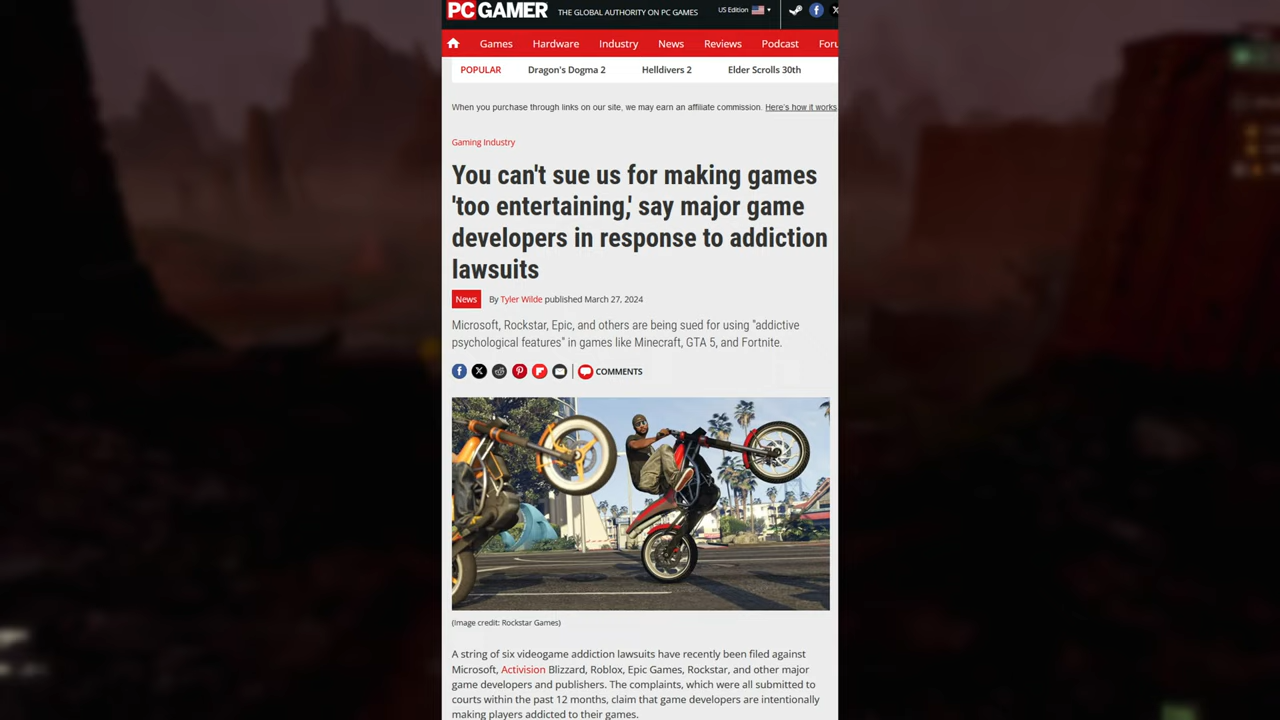 PC GAMER THE GLOBAL AUTHORITY ON PC GAMES US Edition
Games Hardware Industry News Reviews Podcast Foru
POPULAR Dragon's Dogma 2 Helldivers 2 Elder Scrolls 30th
When you purchase through links on our site, we may earn an affiliate commission. Here's how it works
Gaming Industry
You can't sue us for making games
'too entertaining,' say major game
developers in response to addiction
lawsuits
News By Tyler Wilde published March 27, 2024
Microsoft, Rockstar, Epic, and others are being sued for using "addictive
psychological features" in games like Minecraft, GTA 5, and Fortnite.
COMMENTS
(Image credit: Rockstar Games)
A string of six videogame addiction lawsuits have recently been filed against
Microsoft, Activision Blizzard, Roblox, Epic Games, Rockstar, and other major
game developers and publishers. The complaints, which were all submitted to
courts within the past 12 months, claim that game developers are intentionally
making players addicted to their games.